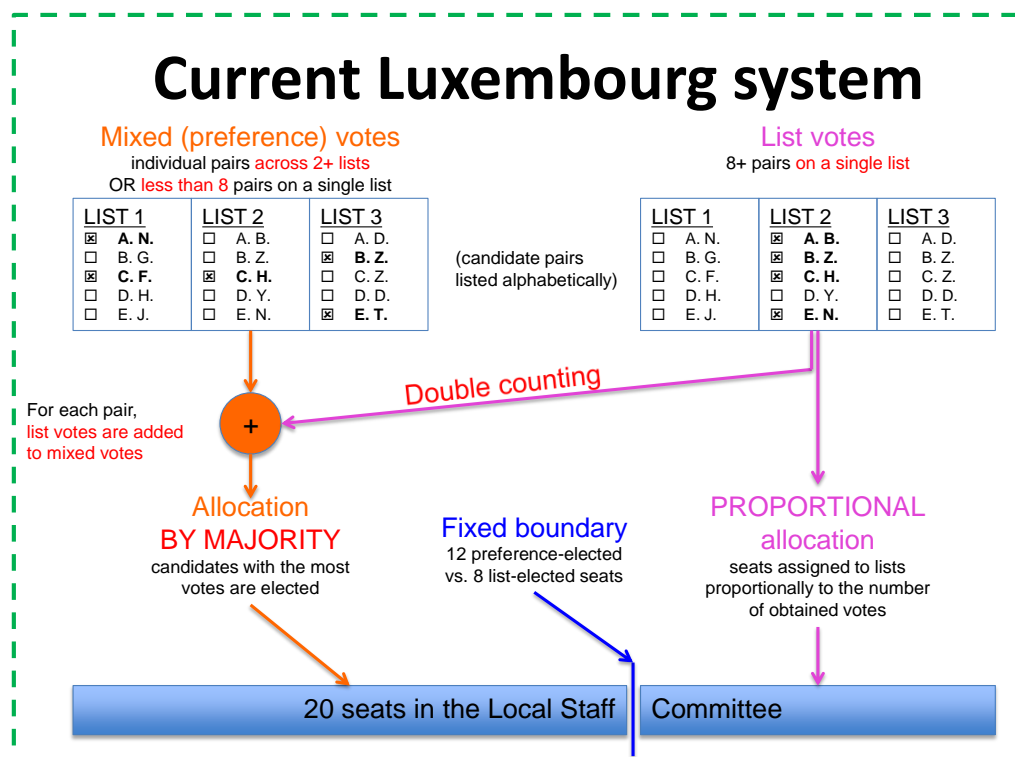 Current Luxembourg system
Mixed (preference) votes
individual pairs across 2+ lists
OR less than 8 pairs on a single list
LIST 1
☒ A. N.
☐ B. G.
☒ C. F.
☐ D. H.
☐ E. J.
LIST 2
☐ A. B.
☐ B. Z.
☒ C. H.
☐ D. Y.
☐ E. N.
LIST 3
☐ A. D.
☒ B. Z.
☐ C. Z.
☐ D. D.
☒ E. T.
(candidate pairs
listed alphabetically)
List votes
8+ pairs on a single list
LIST 1
☐ A. N.
☐ B. G.
☐ C. F.
☐ D. H.
☐ E. J.
LIST 2
☒ A. B.
☒ B. Z.
☒ C. H.
☐ D. Y.
☒ E. N.
LIST 3
☐ A. D.
☐ B. Z.
☐ C. Z.
☐ D. D.
☐ E. T.
Double counting
For each pair,
list votes are added
to mixed votes
+
Allocation
BY MAJORITY
candidates with the most
votes are elected
Fixed boundary
12 preference-elected
vs. 8 list-elected seats
PROPORTIONAL
allocation
seats assigned to lists
proportionally to the number
of obtained votes
20 seats in the Local Staff Committee